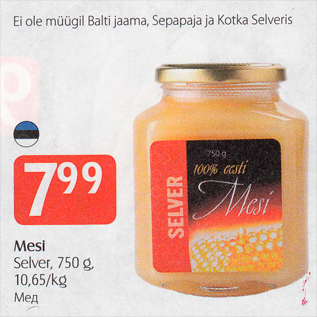 Ei ole müügil Balti jaama, Sepapaja ja Kotka Selveris
7 99
750 g
100% eesti
Mesi
SELVER
Mesi
Selver, 750 g,
10,65/kg
Мед